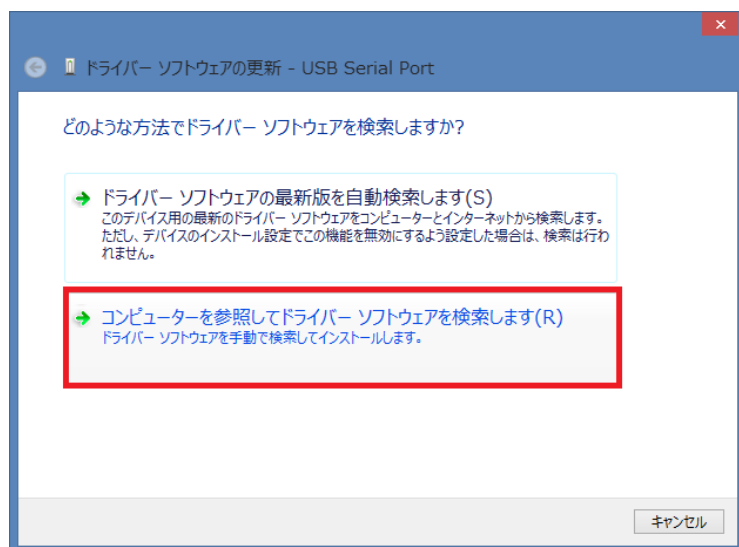 ドライバー ソフトウェアの更新 - USB Serial Port
どのような方法でドライバー ソフトウェアを検索しますか?
ドライバー ソフトウェアの最新版を自動検索します(S)
このデバイス用の最新のドライバー ソフトウェアをコンピューターとインターネットから検索します。
ただし、デバイスのインストール設定でこの機能を無効にするよう設定した場合は、検索は行わ
れません。
コンピューターを参照してドライバー ソフトウェアを検索します(R)
ドライバー ソフトウェアを手動で検索してインストールします。
キャンセル